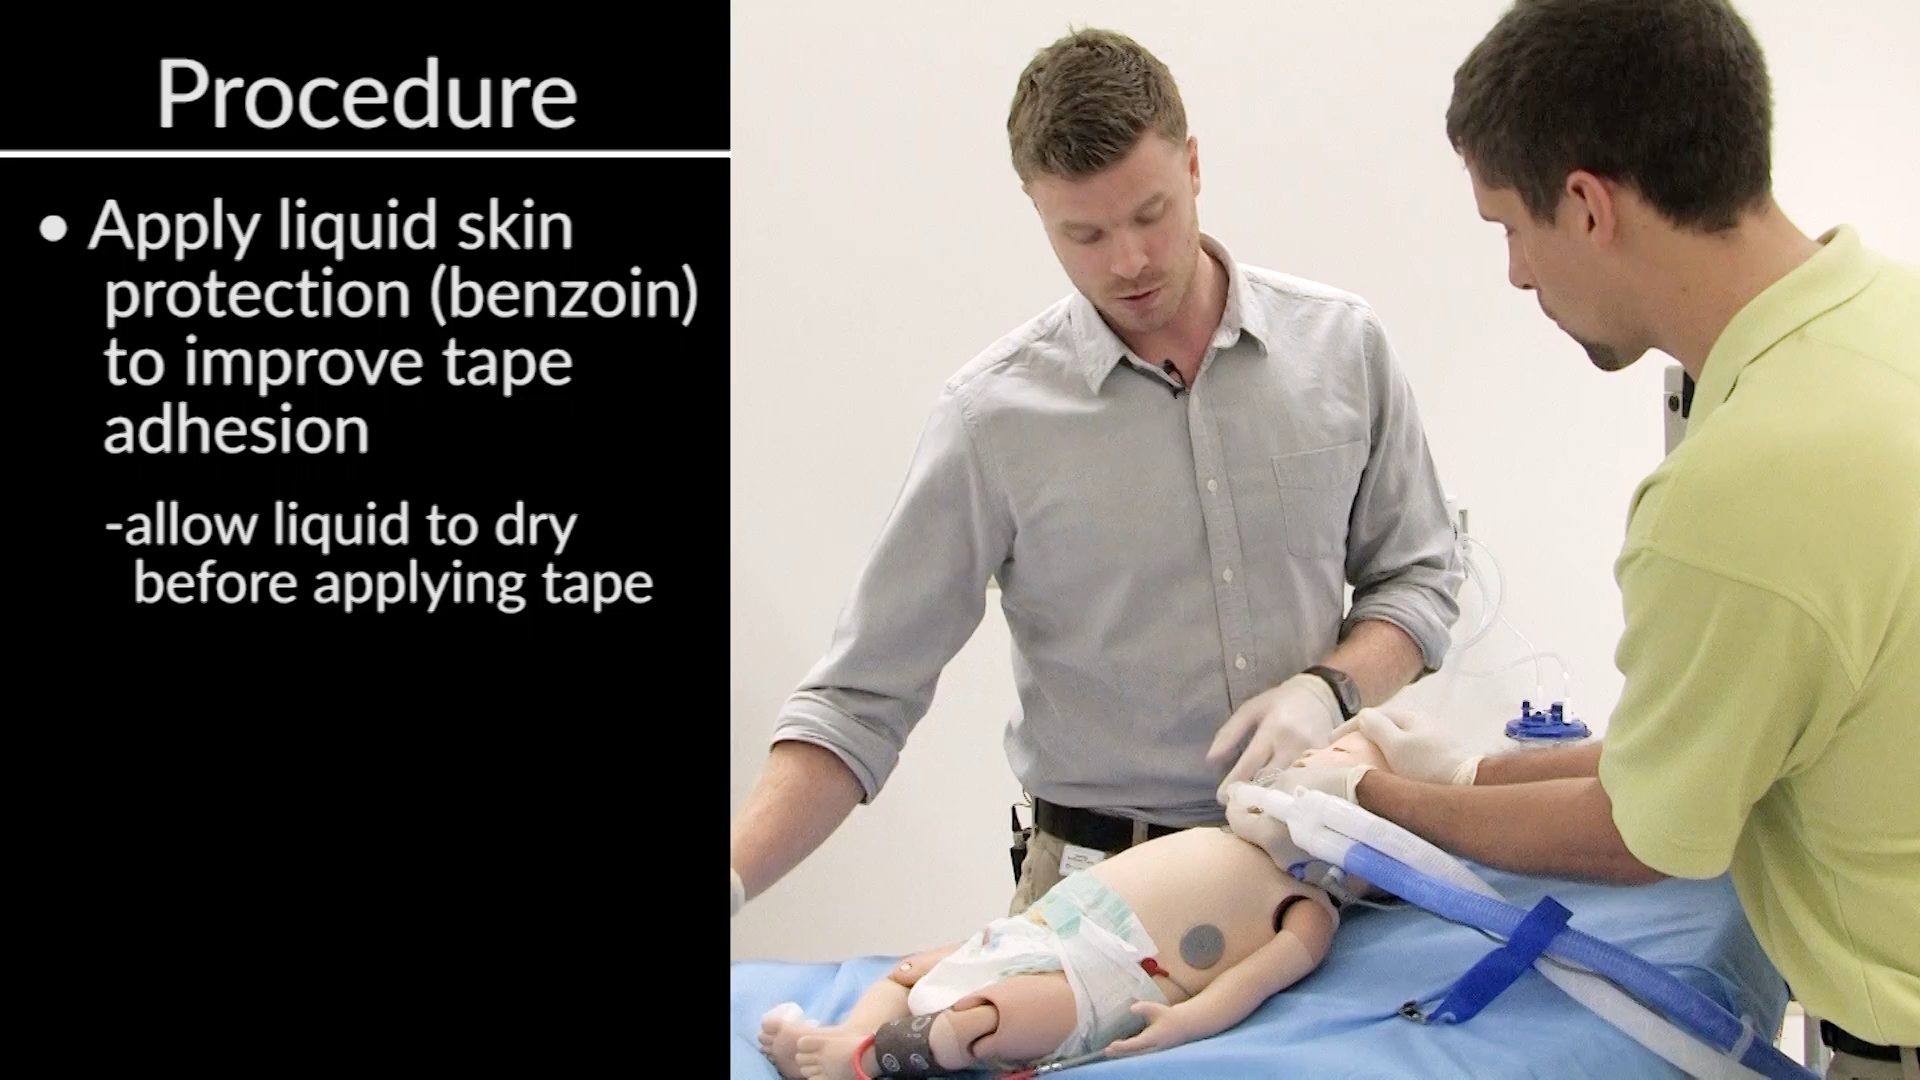 Procedure
• Apply liquid skin
protection (benzoin)
to improve tape
adhesion
-allow liquid to dry
before applying tape